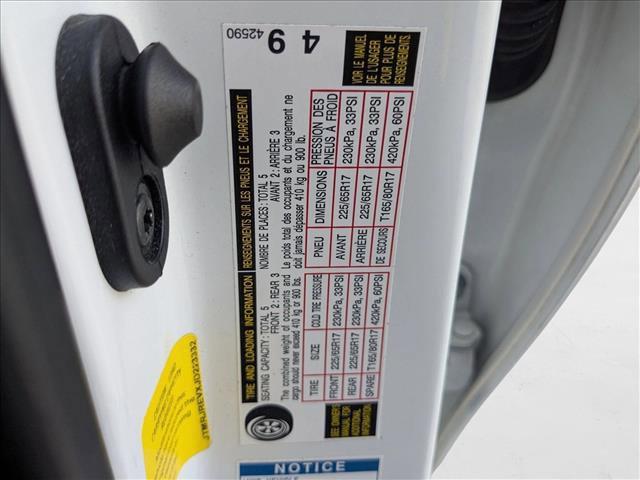 TIRE AND LOADING INFORMATION
SEATING CAPACITY: TOTAL 5
FRONT 2: REAR 3
The combined weight of occupants and
cargo should never exceed 410 kg or 900 lbs.
TIRE SIZE COLD TIRE PRESSURE
FRONT 225/65R17 230kPa, 33PSI
REAR 225/65R17 230kPa, 33PSI
SPARE T165/80R17 420kPa, 60PSI
SEE OWNER'S
MANUAL FOR
ADDITIONAL
INFORMATION
RENSEIGNEMENTS SUR LES PNEUS ET LE CHARGEMENT
NOMBRE DE PLACES: TOTAL 5
AVANT 2: ARRIÈRE 3
Le poids total des occupants et du chargement ne
doit jamais dépasser 410 kg ou 900 lb.
PNEU DIMENSIONS PRESSION DES
PNEUS À FROID
AVANT 225/65R17 230kPa, 33PSI
ARRIÈRE 225/65R17 230kPa, 33PSI
DE SECOURS T165/80R17 420kPa, 60PSI
VOIR LE MANUEL
DE L'USAGER
POUR PLUS DE
RENSEIGNEMENTS
42590
4 9
NOTICE